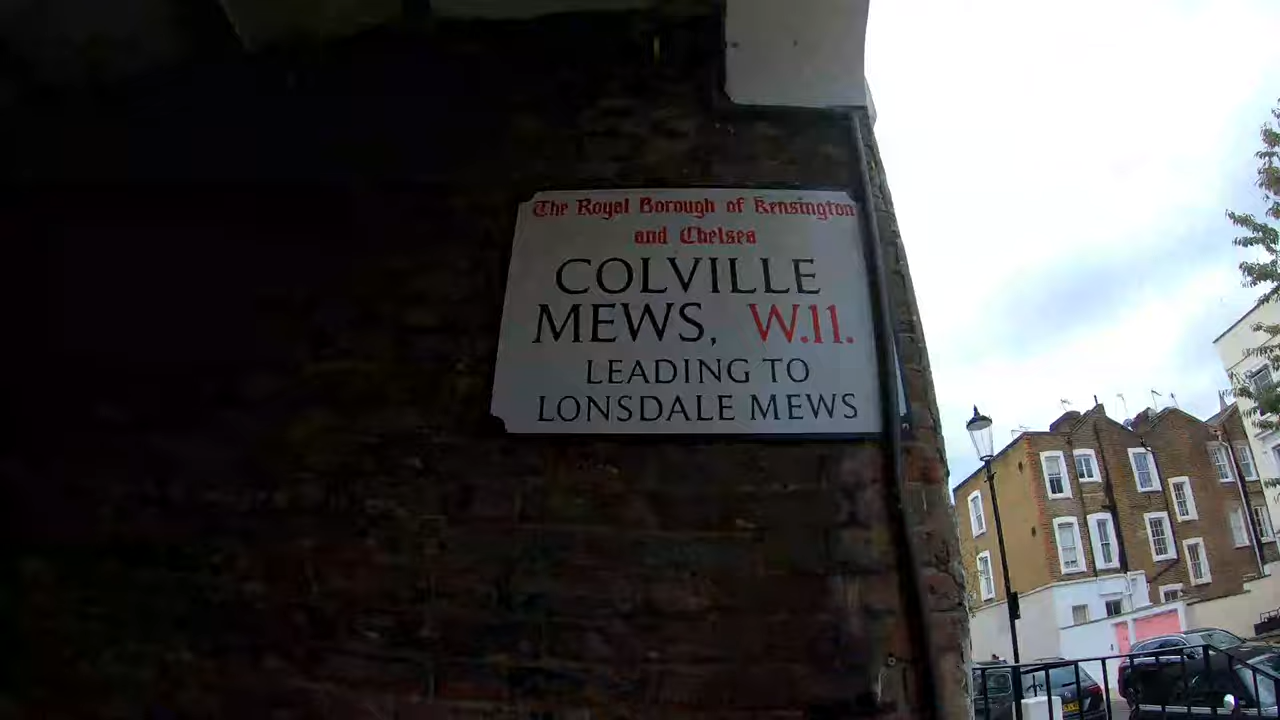 The Royal Borough of Kensington
and Chelsea
COLVILLE
MEWS, W.11.
LEADING TO
LONSDALE MEWS